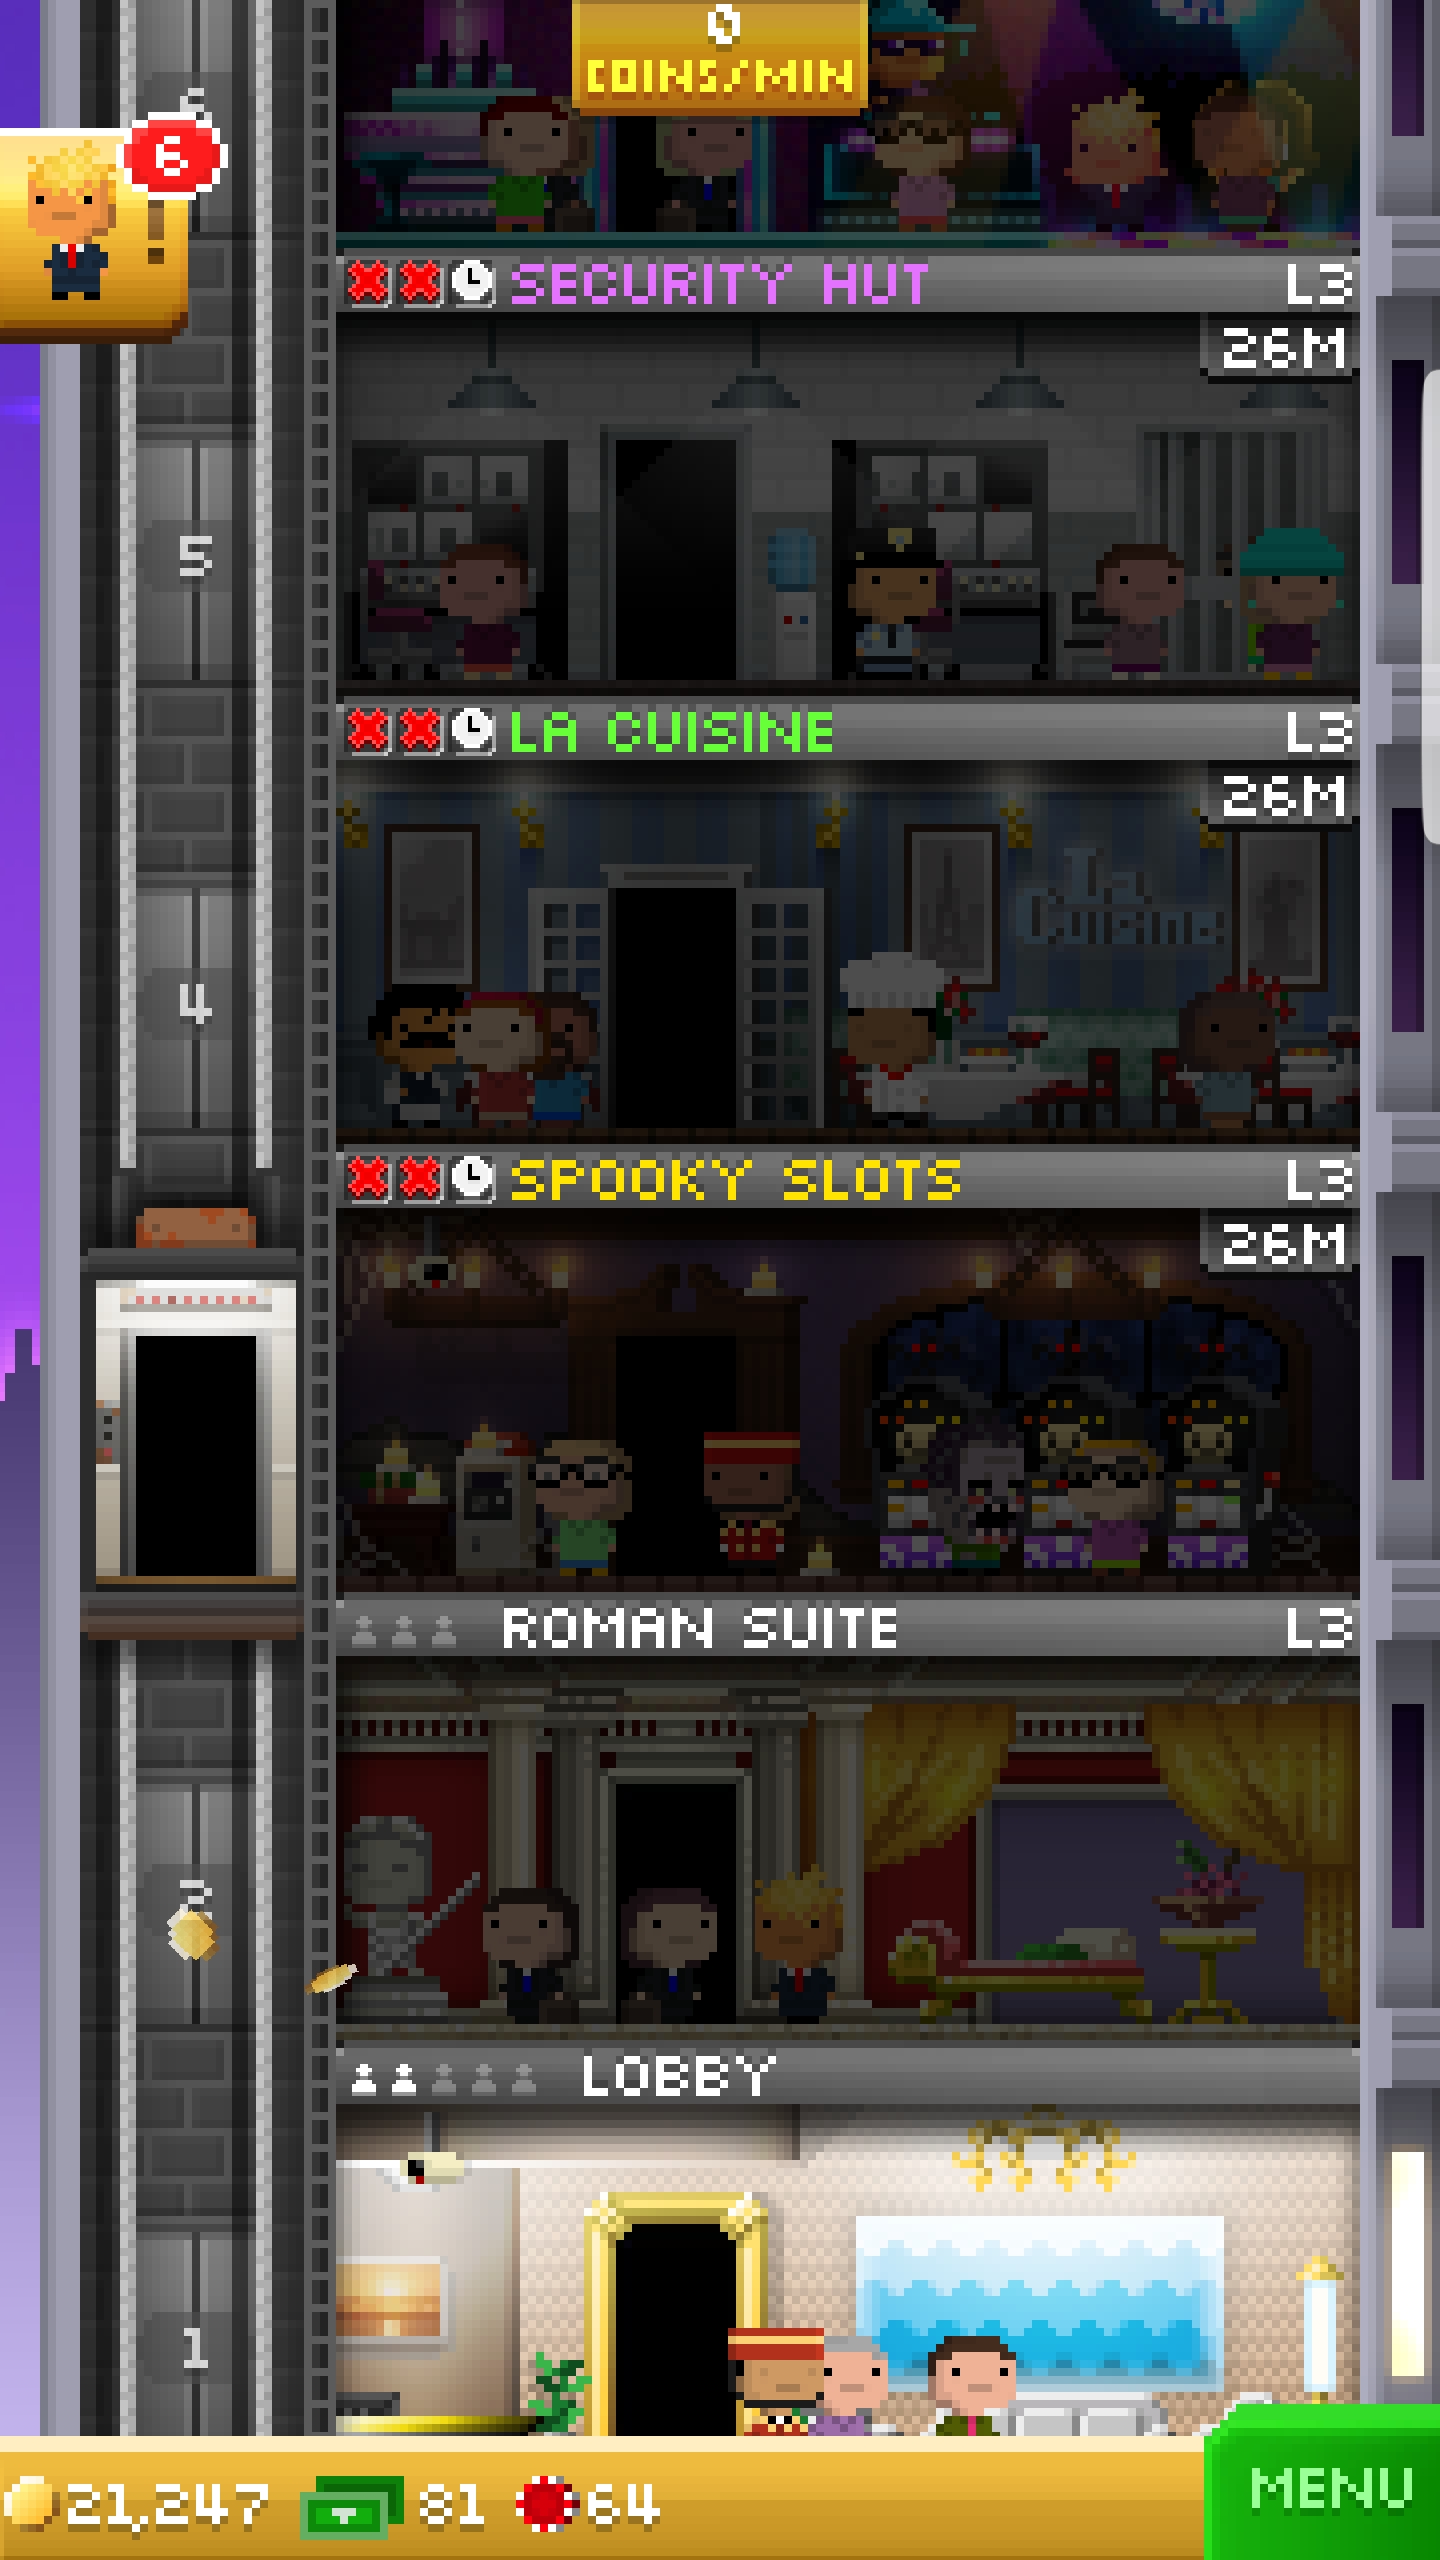 0
COINS/MIN
6
!
SECURITY HUT L3
26M
5
LA CUISINE L3
26M
La
Cuisine
4
SPOOKY SLOTS L3
26M
ROMAN SUITE L3
2
LOBBY
1
21,247 81 64
MENU